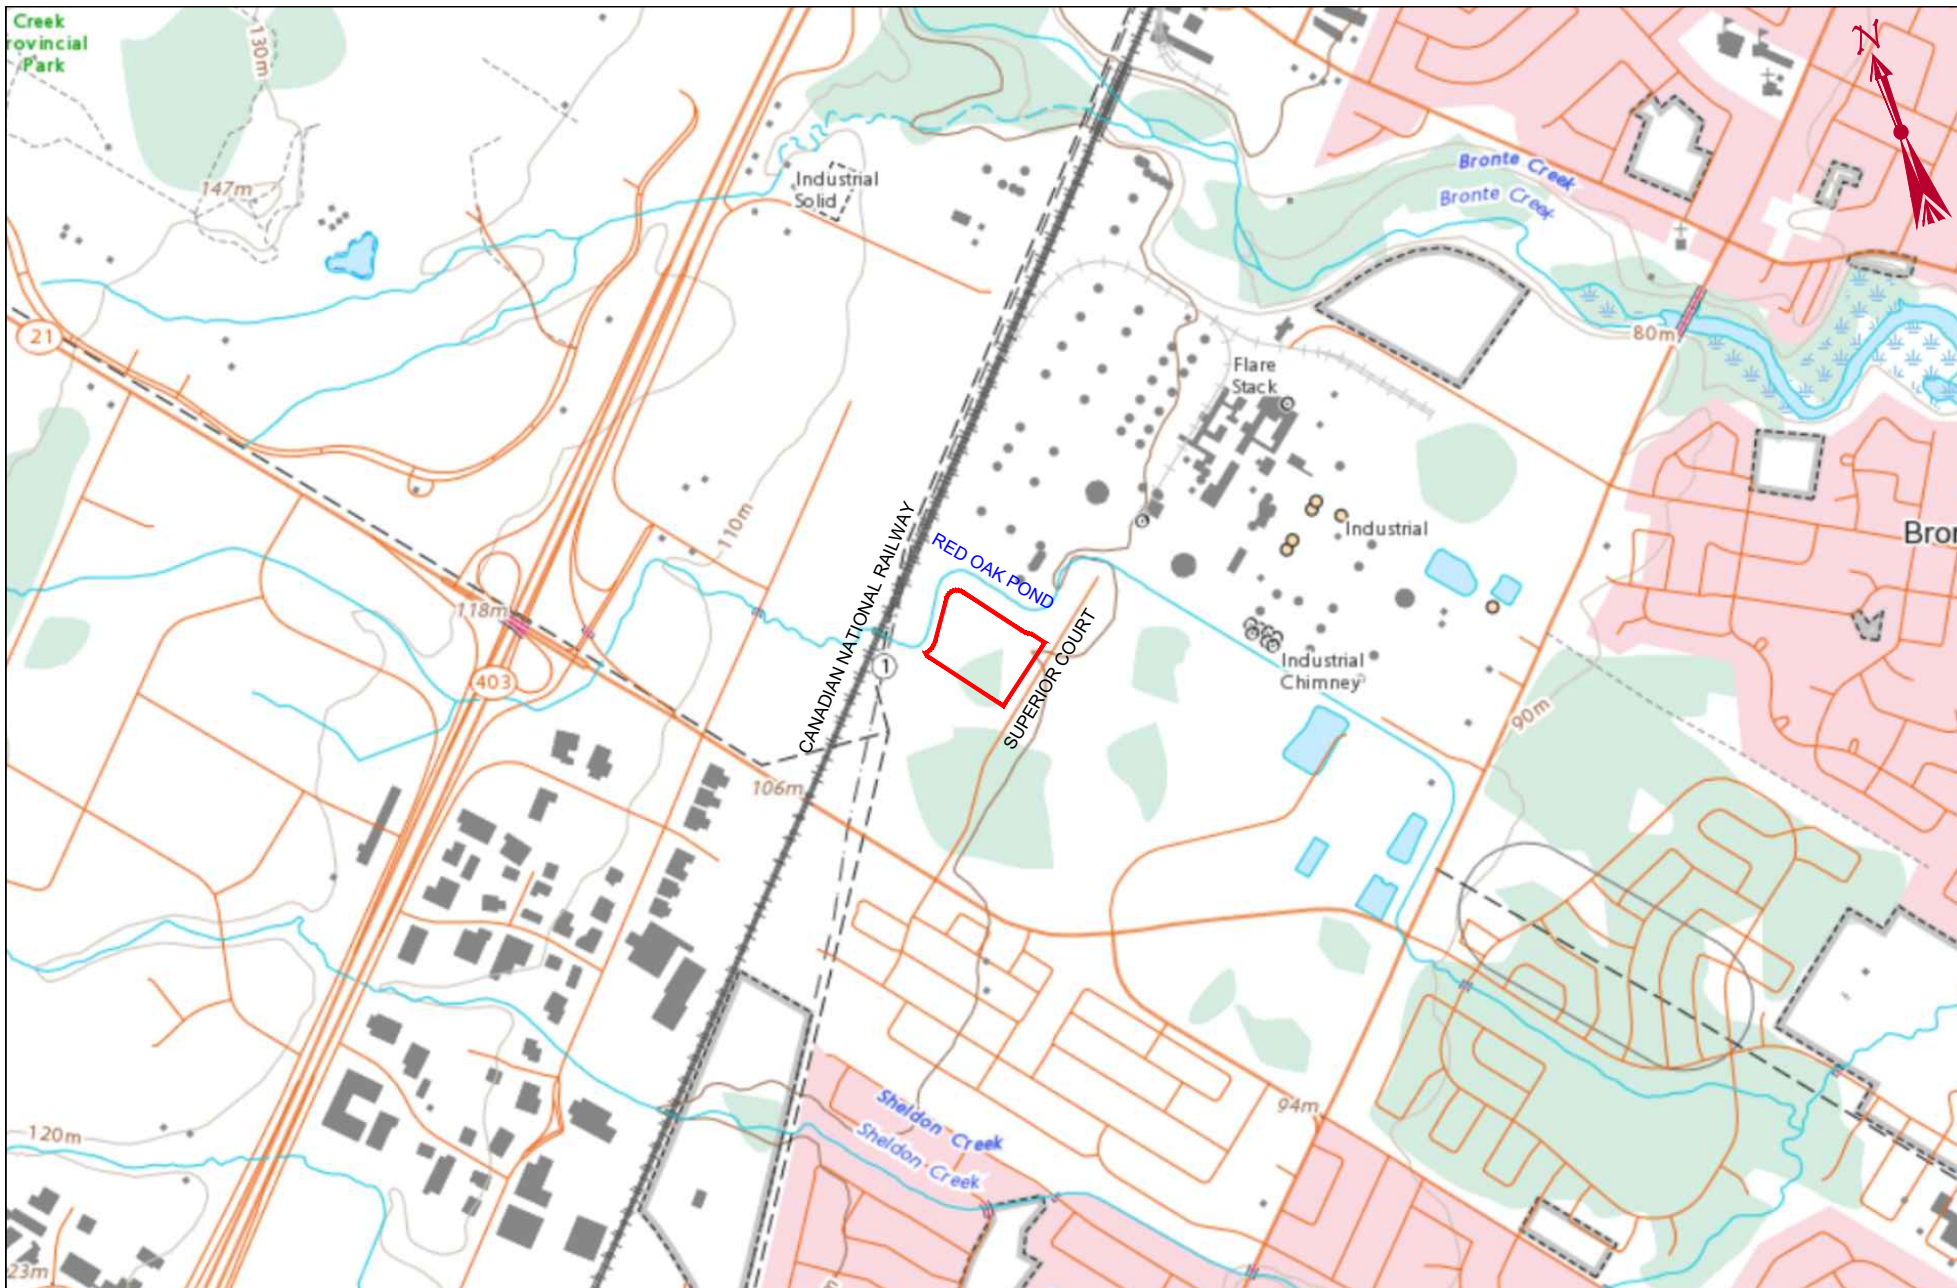 Creek
rovincial
Park
130m
N
Industrial
Solid
147m
Bronte Creek
Bronte Creek
21
80m
Flare
Stack
110m
CANADIAN NATIONAL RAILWAY
RED OAK POND
Industrial
Bron
118m
SUPERIOR COURT
1
403
Industrial
Chimney
90m
106m
94m
Sheldon Creek
Sheldon Creek
120m
23m